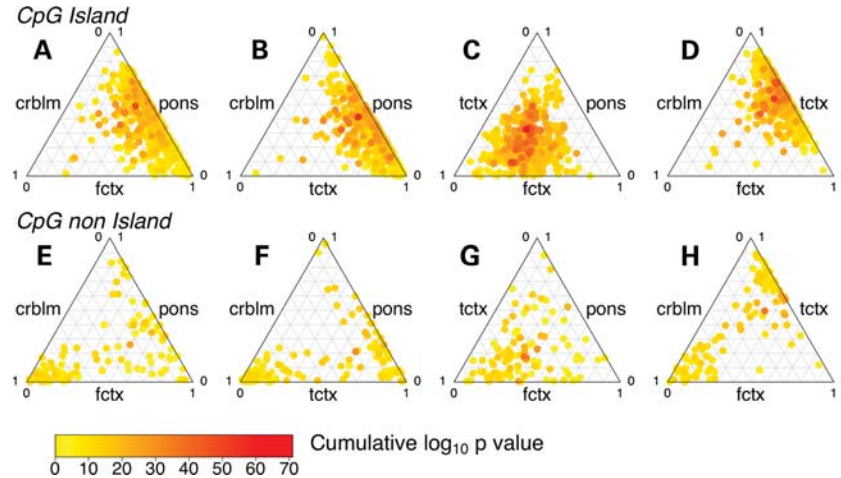 CpG Island
A B C D
0 1 0 1 0 1 0 1
crblm pons crblm pons tctx pons crblm tctx
1 0 1 0 1 0 1 0
fctx tctx fctx fctx
0 1 0 1 0 1 0 1
CpG non Island
E F G H
0 1 0 1 0 1 0 1
crblm pons crblm pons tctx pons crblm tctx
1 0 1 0 1 0 1 0
fctx tctx fctx fctx
0 1 0 1 0 1 0 1
Cumulative log₁₀ p value
0 10 20 30 40 50 60 70